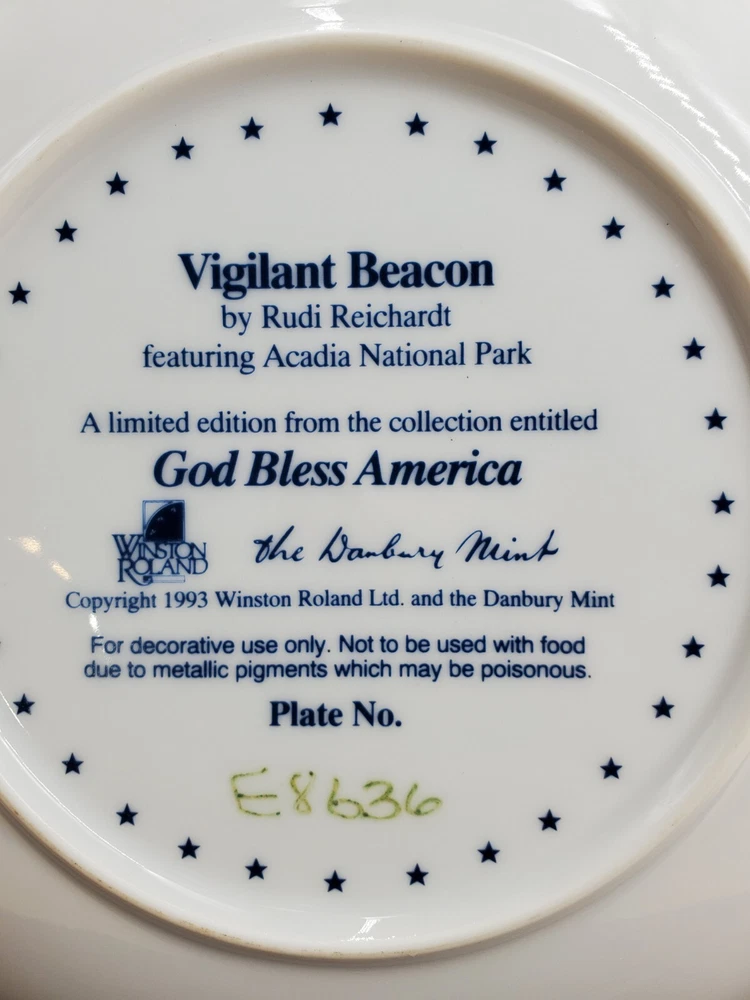 Vigilant Beacon
by Rudi Reichardt
featuring Acadia National Park
A limited edition from the collection entitled
God Bless America
WINSTON
ROLAND
the Danbury Mint
Copyright 1993 Winston Roland Ltd. and the Danbury Mint
For decorative use only. Not to be used with food
due to metallic pigments which may be poisonous.
Plate No.
E8636